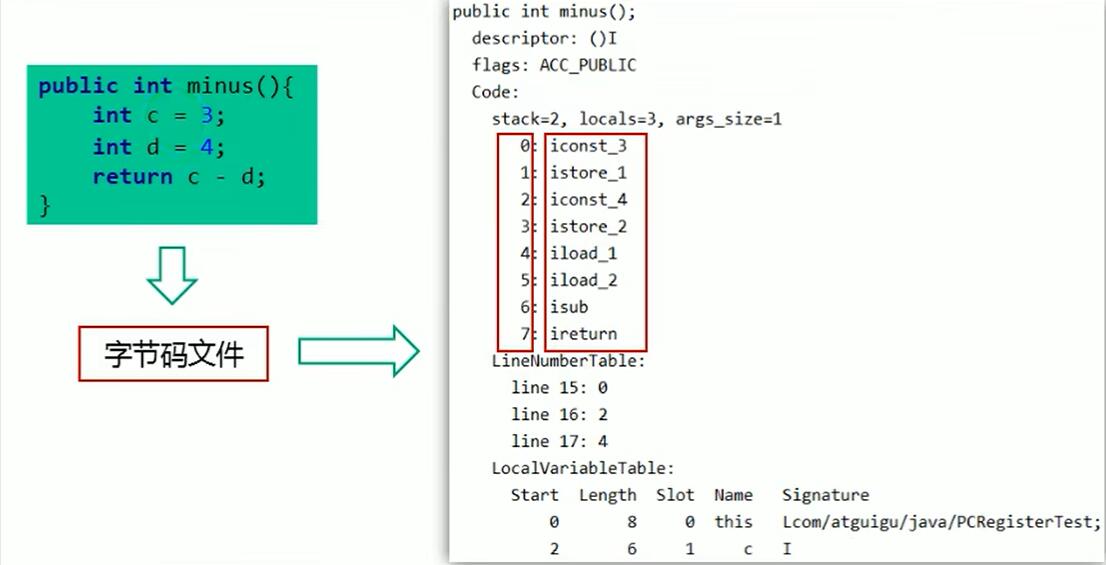 public int minus(){
    int c = 3;
    int d = 4;
    return c - d;
}
字节码文件
public int minus();
  descriptor: ()I
  flags: ACC_PUBLIC
  Code:
    stack=2, locals=3, args_size=1
       0: iconst_3
       1: istore_1
       2: iconst_4
       3: istore_2
       4: iload_1
       5: iload_2
       6: isub
       7: ireturn
    LineNumberTable:
      line 15: 0
      line 16: 2
      line 17: 4
    LocalVariableTable:
      Start  Length  Slot  Name   Signature
          0       8     0  this   Lcom/atguigu/java/PCRegisterTest;
          2       6     1     c   I